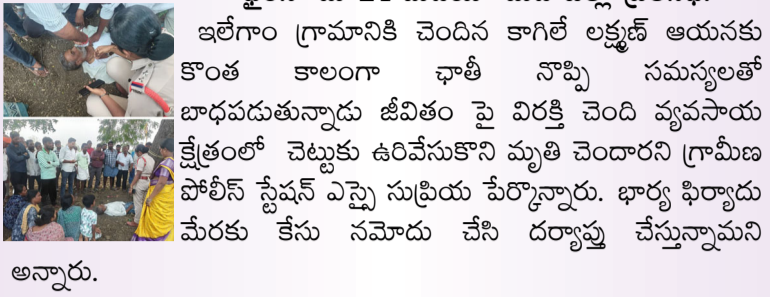 ఇలేగాం గ్రామానికి చెందిన కాగిలే లక్ష్మణ్ ఆయనకు
కొంత కాలంగా ఛాతీ నొప్పి సమస్యలతో
బాధపడుతున్నాడు జీవితం పై విరక్తి చెంది వ్యవసాయ
క్షేత్రంలో చెట్టుకు ఉరివేసుకొని మృతి చెందారని గ్రామీణ
పోలీస్ స్టేషన్ ఎస్సై సుప్రియ పేర్కొన్నారు. భార్య ఫిర్యాదు
మేరకు కేసు నమోదు చేసి దర్యాప్తు చేస్తున్నామని
అన్నారు.